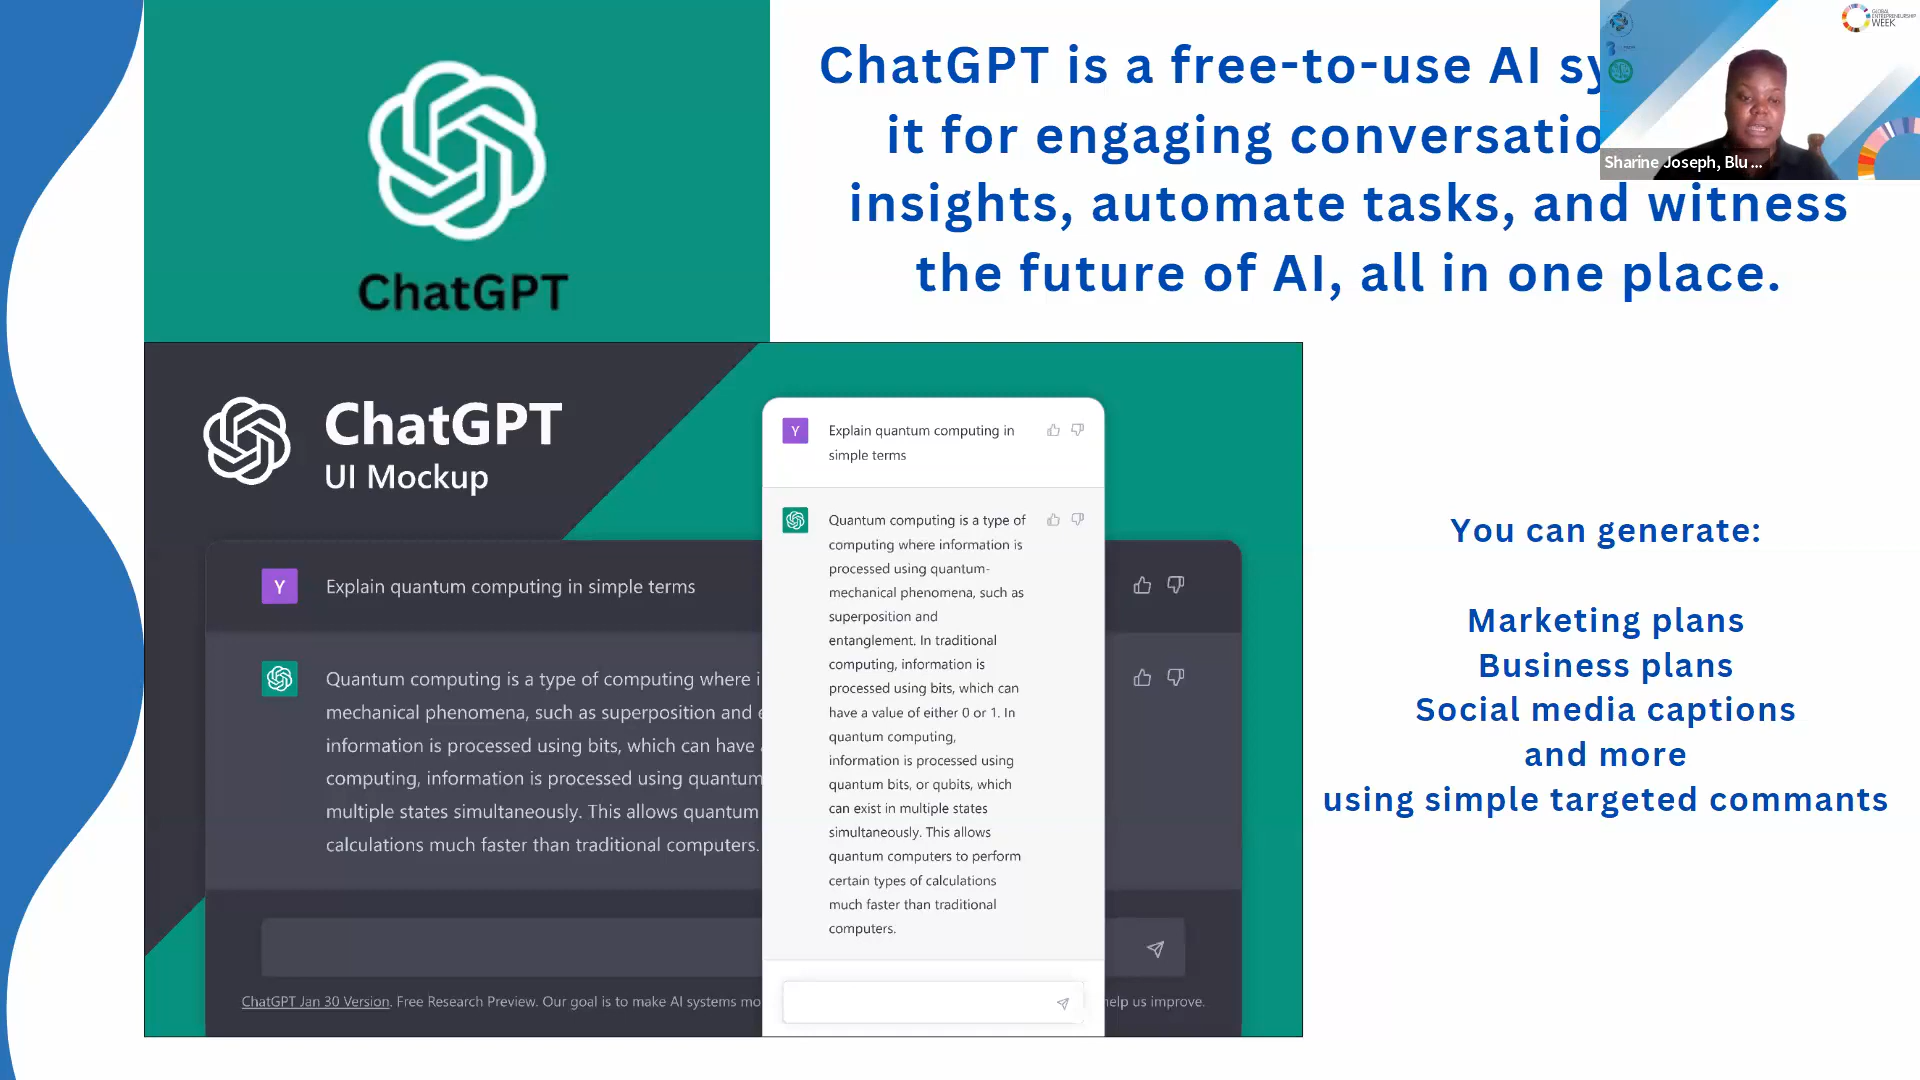 ChatGPT
ChatGPT is a free-to-use AI
it for engaging
insights, automate tasks, and witness
the future of AI, all in one place.
GLOBAL
ENTREPRENEURSHIP
WEEK
Sharine Joseph, Blu ...
ChatGPT
UI Mockup
Y Explain quantum computing in simple terms
Quantum computing is a type of computing where
mechanical phenomena, such as superposition and
information is processed using bits, which can have
computing, information is processed using quantum
multiple states simultaneously. This allows quantum
calculations much faster than traditional computers.
ChatGPT Jan 30 Version. Free Research Preview. Our goal is to make AI systems
help us improve.
Y Explain quantum computing in
simple terms
Quantum computing is a type of
computing where information is
processed using quantum-
mechanical phenomena, such as
superposition and
entanglement. In traditional
computing, information is
processed using bits, which can
have a value of either 0 or 1. In
quantum computing,
information is processed using
quantum bits, or qubits, which
can exist in multiple states
simultaneously. This allows
quantum computers to perform
certain types of calculations
much faster than traditional
computers.
You can generate:
Marketing plans
Business plans
Social media captions
and more
using simple targeted commants